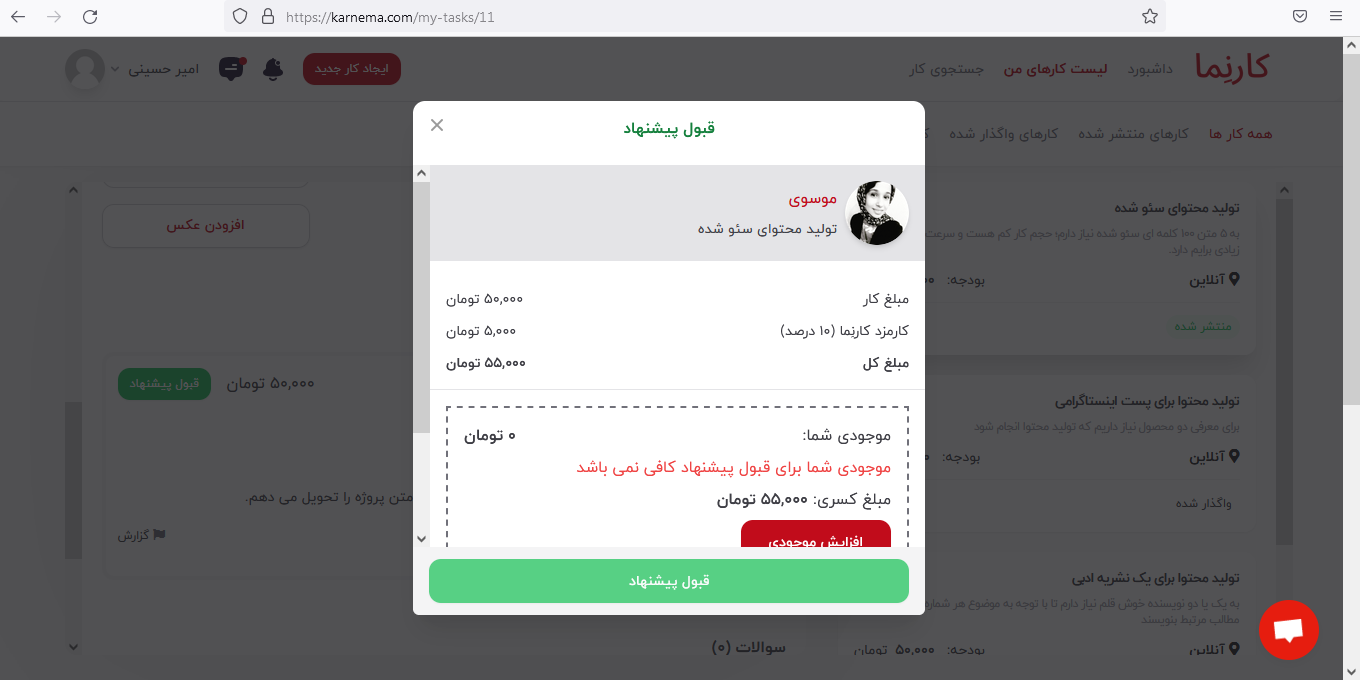 https://karnema.com/my-tasks/11
کارنِما
داشبورد
لیست کارهای من
جستجوی کار
ایجاد کار جدید
امیر حسینی
همه کار ها
کارهای منتشر شده
کارهای واگذار شده
قبول پیشنهاد
موسوی
تولید محتوای سئو شده
مبلغ کار
۵۰,۰۰۰ تومان
کارمزد کارنِما (۱۰ درصد)
۵,۰۰۰ تومان
مبلغ کل
۵۵,۰۰۰ تومان
موجودی شما:
۰ تومان
موجودی شما برای قبول پیشنهاد کافی نمی باشد
مبلغ کسری: ۵۵,۰۰۰ تومان
افزایش موجودی
قبول پیشنهاد
تولید محتوای سئو شده
به ۵ متن ۱۰۰ کلمه ای سئو شده نیاز دارم؛ حجم کار کم هست و سرعت
زیادی برایم دارد.
آنلاین
بودجه:
منتشر شده
تولید محتوا برای پست اینستاگرامی
برای معرفی دو محصول نیاز داریم که تولید محتوا انجام شود
آنلاین
بودجه:
واگذار شده
تولید محتوا برای یک نشریه ادبی
به یک یا دو نویسنده خوش قلم نیاز دارم تا با توجه به موضوع هر شماره
مطالب مرتبط بنویسند
آنلاین
بودجه: ۵۰,۰۰۰ تومان
افزودن عکس
۵۰,۰۰۰ تومان
قبول پیشنهاد
متن پروژه را تحویل می دهم.
گزارش
سوالات (۰)